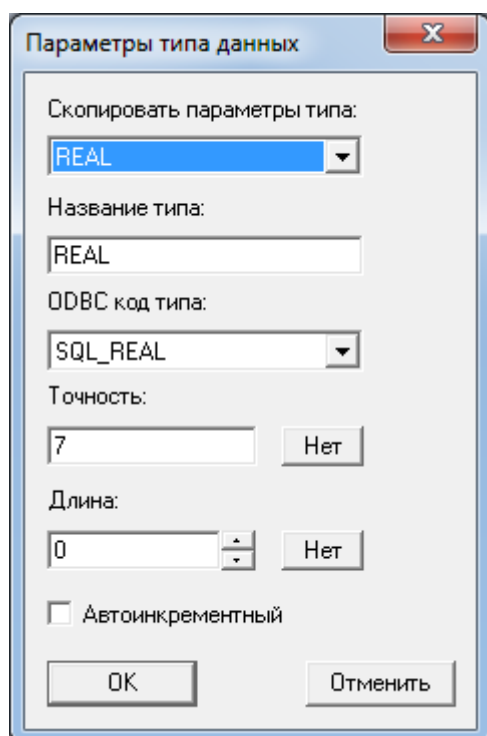 Параметры типа данных
Скопировать параметры типа:
REAL
Название типа:
REAL
ODBC код типа:
SQL_REAL
Точность:
7 Нет
Длина:
0 Нет
Автоинкрементный
OK Отменить